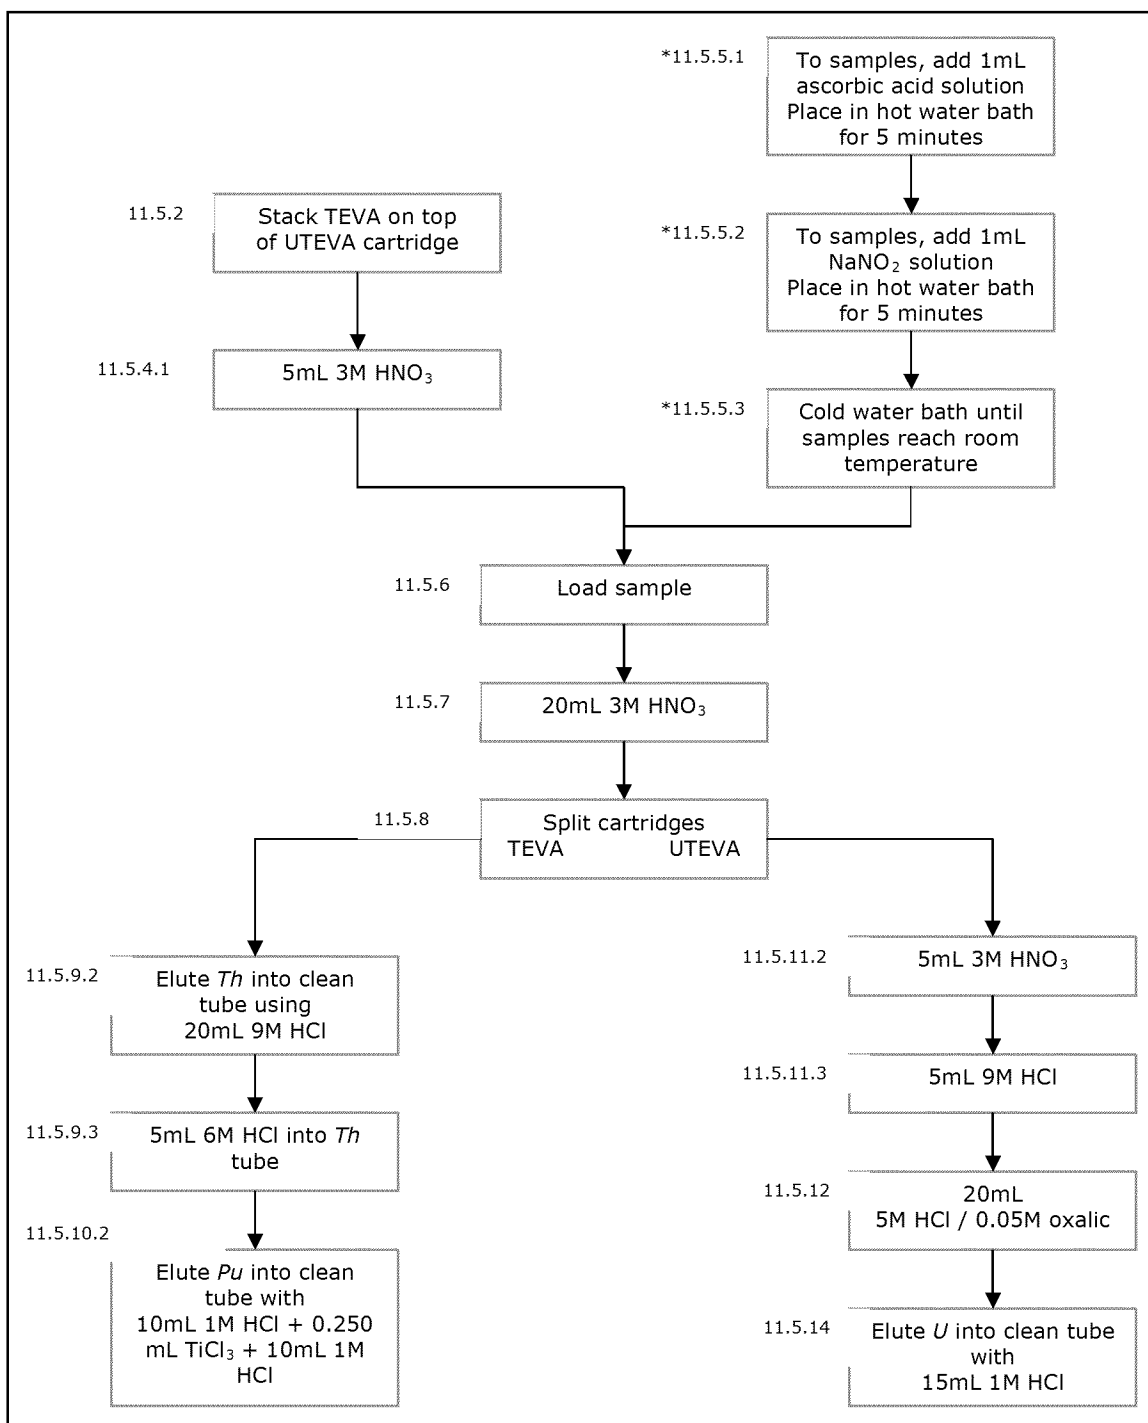 *11.5.5.1
To samples, add 1mL
ascorbic acid solution
Place in hot water bath
for 5 minutes
11.5.2
Stack TEVA on top
of UTEVA cartridge
*11.5.5.2
To samples, add 1mL
NaNO₂ solution
Place in hot water bath
for 5 minutes
11.5.4.1
5mL 3M HNO₃
*11.5.5.3
Cold water bath until
samples reach room
temperature
11.5.6
Load sample
11.5.7
20mL 3M HNO₃
11.5.8
Split cartridges
TEVA UTEVA
11.5.9.2
Elute Th into clean
tube using
20mL 9M HCl
11.5.9.3
5mL 6M HCl into Th
tube
11.5.10.2
Elute Pu into clean
tube with
10mL 1M HCl + 0.250
mL TiCl₃ + 10mL 1M
HCl
11.5.11.2
5mL 3M HNO₃
11.5.11.3
5mL 9M HCl
11.5.12
20mL
5M HCl / 0.05M oxalic
11.5.14
Elute U into clean tube
with
15mL 1M HCl